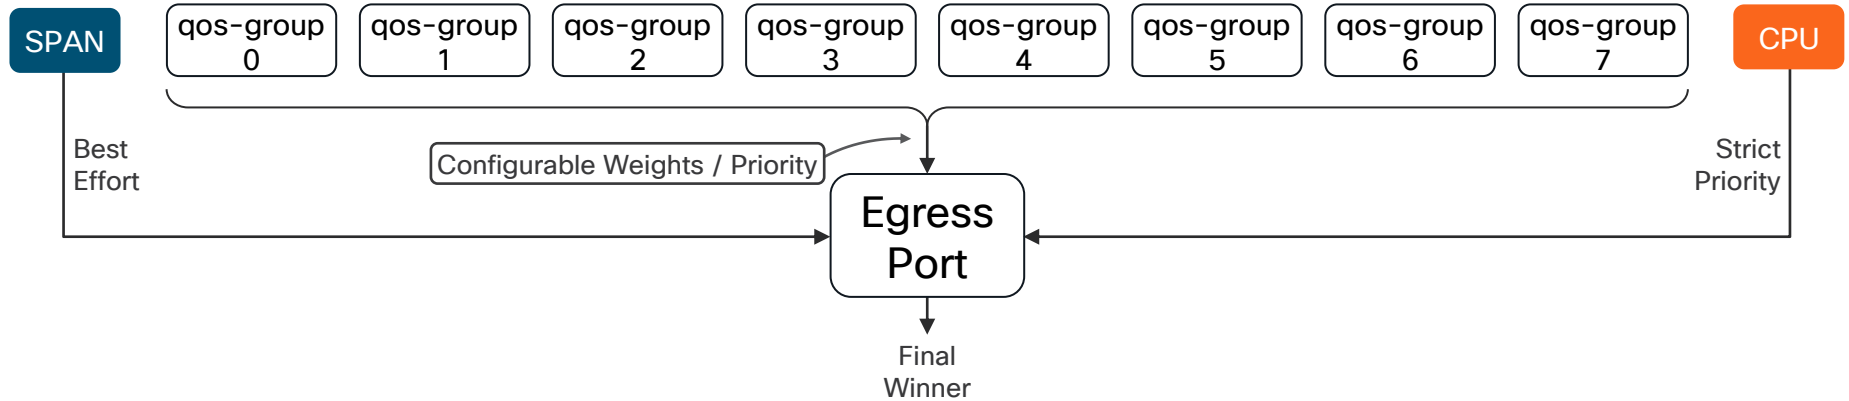 SPAN
qos-group
0
qos-group
1
qos-group
2
qos-group
3
qos-group
4
qos-group
5
qos-group
6
qos-group
7
CPU
Best
Effort
Configurable Weights / Priority
Strict
Priority
Egress
Port
Final
Winner